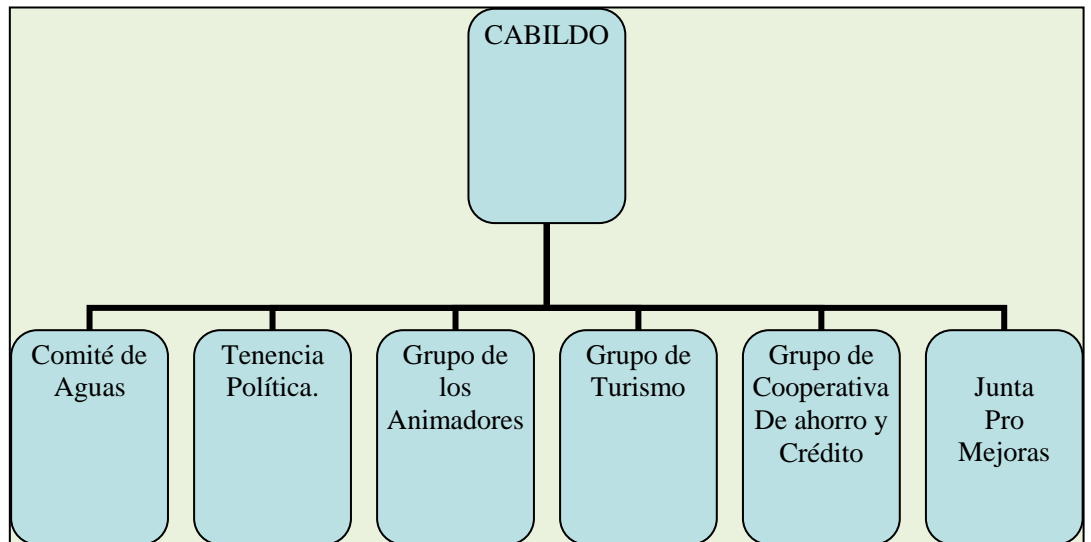 CABILDO
Comité de
Aguas
Tenencia
Política.
Grupo de
los
Animadores
Grupo de
Turismo
Grupo de
Cooperativa
De ahorro y
Crédito
Junta
Pro
Mejoras